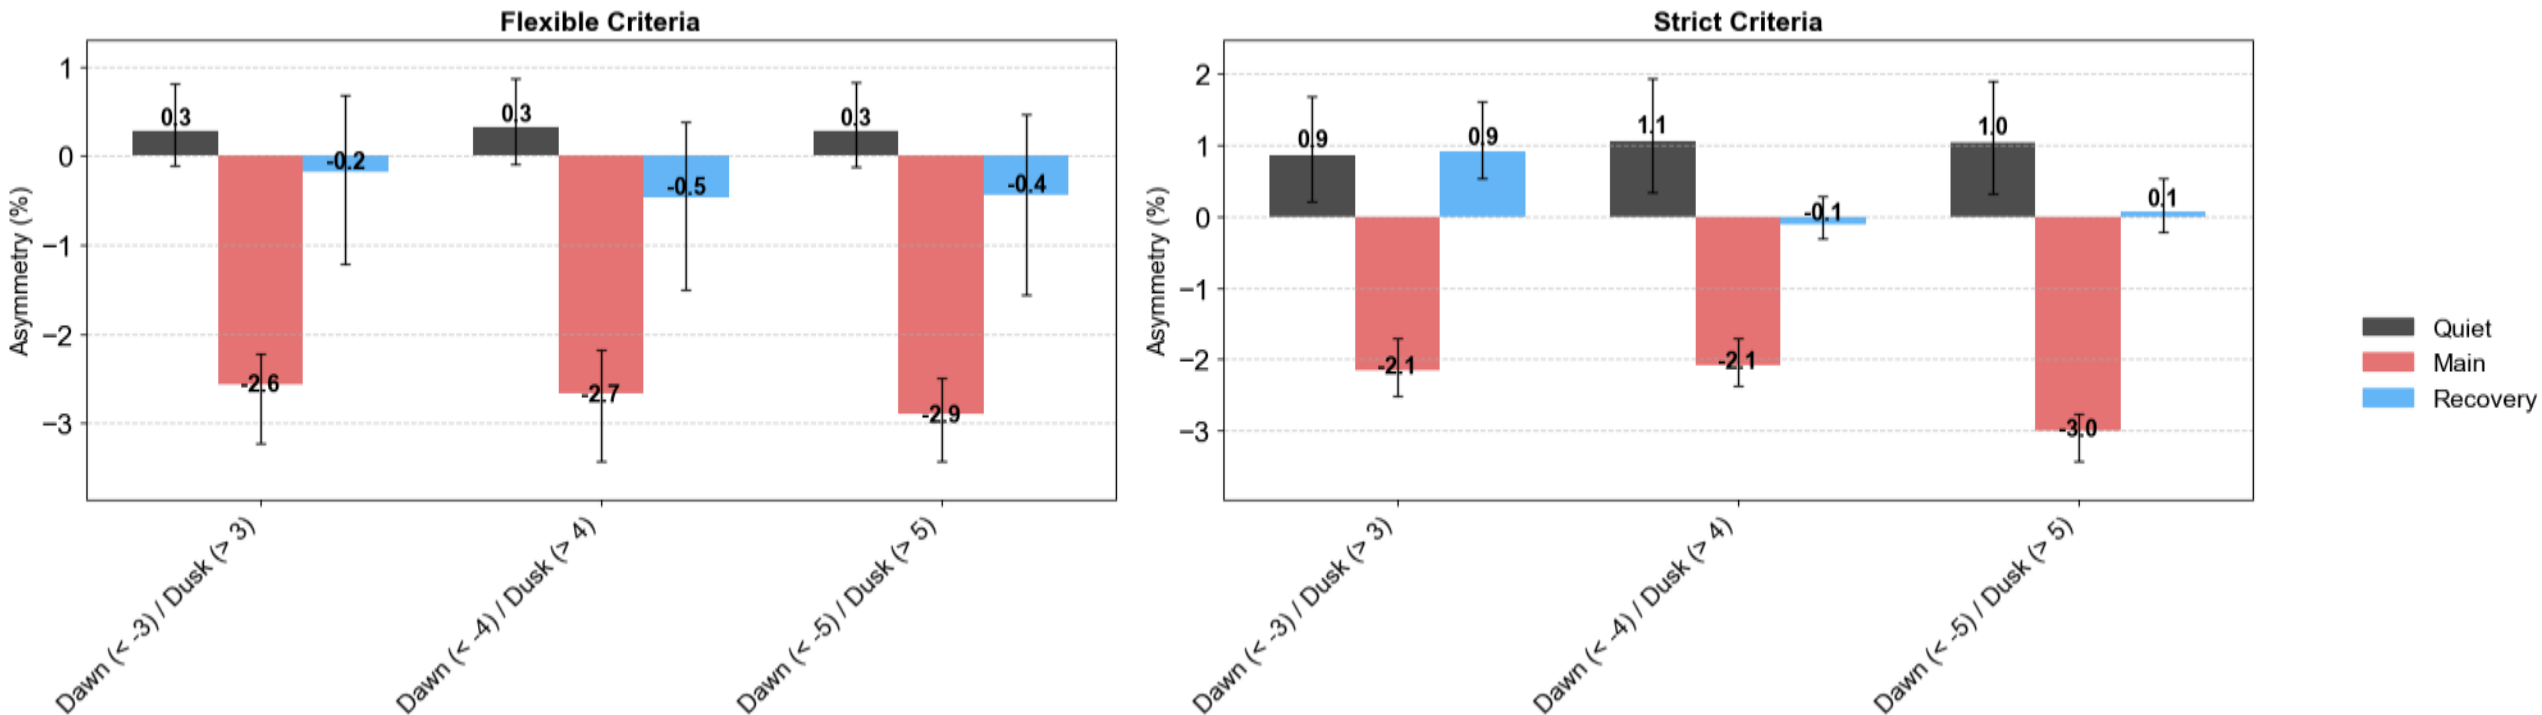 Flexible Criteria
Asymmetry (%)
1
0
−1
−2
−3
0.3
-2.6
-0.2
0.3
-2.7
-0.5
0.3
-2.9
-0.4
Dawn (< -3) / Dusk (> 3)
Dawn (< -4) / Dusk (> 4)
Dawn (< -5) / Dusk (> 5)
Strict Criteria
Asymmetry (%)
2
1
0
−1
−2
−3
0.9
-2.1
0.9
1.1
-2.1
-0.1
1.0
-3.0
0.1
Dawn (< -3) / Dusk (> 3)
Dawn (< -4) / Dusk (> 4)
Dawn (< -5) / Dusk (> 5)
Quiet
Main
Recovery